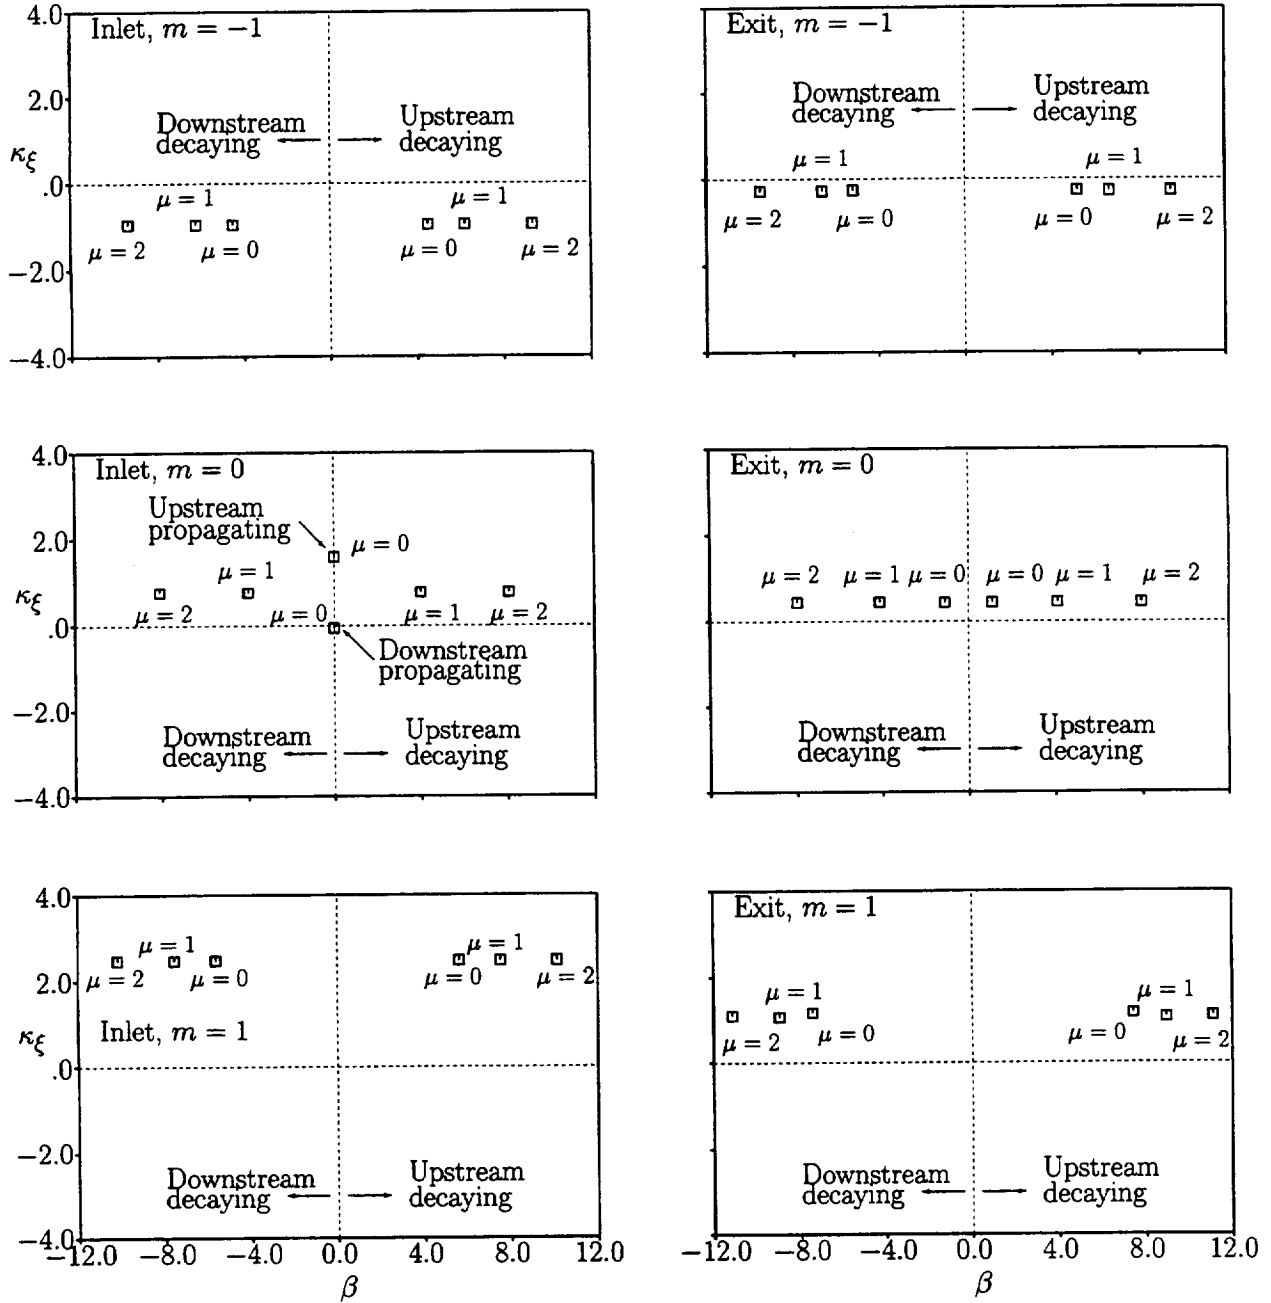 4.0
Inlet, m = −1
2.0
Downstream
decaying
Upstream
decaying
κξ
.0
μ = 1
μ = 1
μ = 2
μ = 0
μ = 0
μ = 2
−2.0
−4.0
Exit, m = −1
Downstream
decaying
Upstream
decaying
μ = 1
μ = 1
μ = 2
μ = 0
μ = 0
μ = 2
4.0
Inlet, m = 0
Upstream
propagating
2.0
μ = 0
μ = 1
κξ
μ = 2
μ = 0
μ = 1
μ = 2
.0
Downstream
propagating
−2.0
Downstream
decaying
Upstream
decaying
−4.0
Exit, m = 0
μ = 2
μ = 1
μ = 0
μ = 0
μ = 1
μ = 2
Downstream
decaying
Upstream
decaying
4.0
μ = 1
μ = 1
2.0
μ = 2
μ = 0
μ = 0
μ = 2
κξ
Inlet, m = 1
.0
−2.0
Downstream
decaying
Upstream
decaying
−4.0
−12.0 −8.0 −4.0 0.0 4.0 8.0 12.0
β
Exit, m = 1
μ = 1
μ = 1
μ = 2
μ = 0
μ = 0
μ = 2
Downstream
decaying
Upstream
decaying
−12.0 −8.0 −4.0 0.0 4.0 8.0 12.0
β